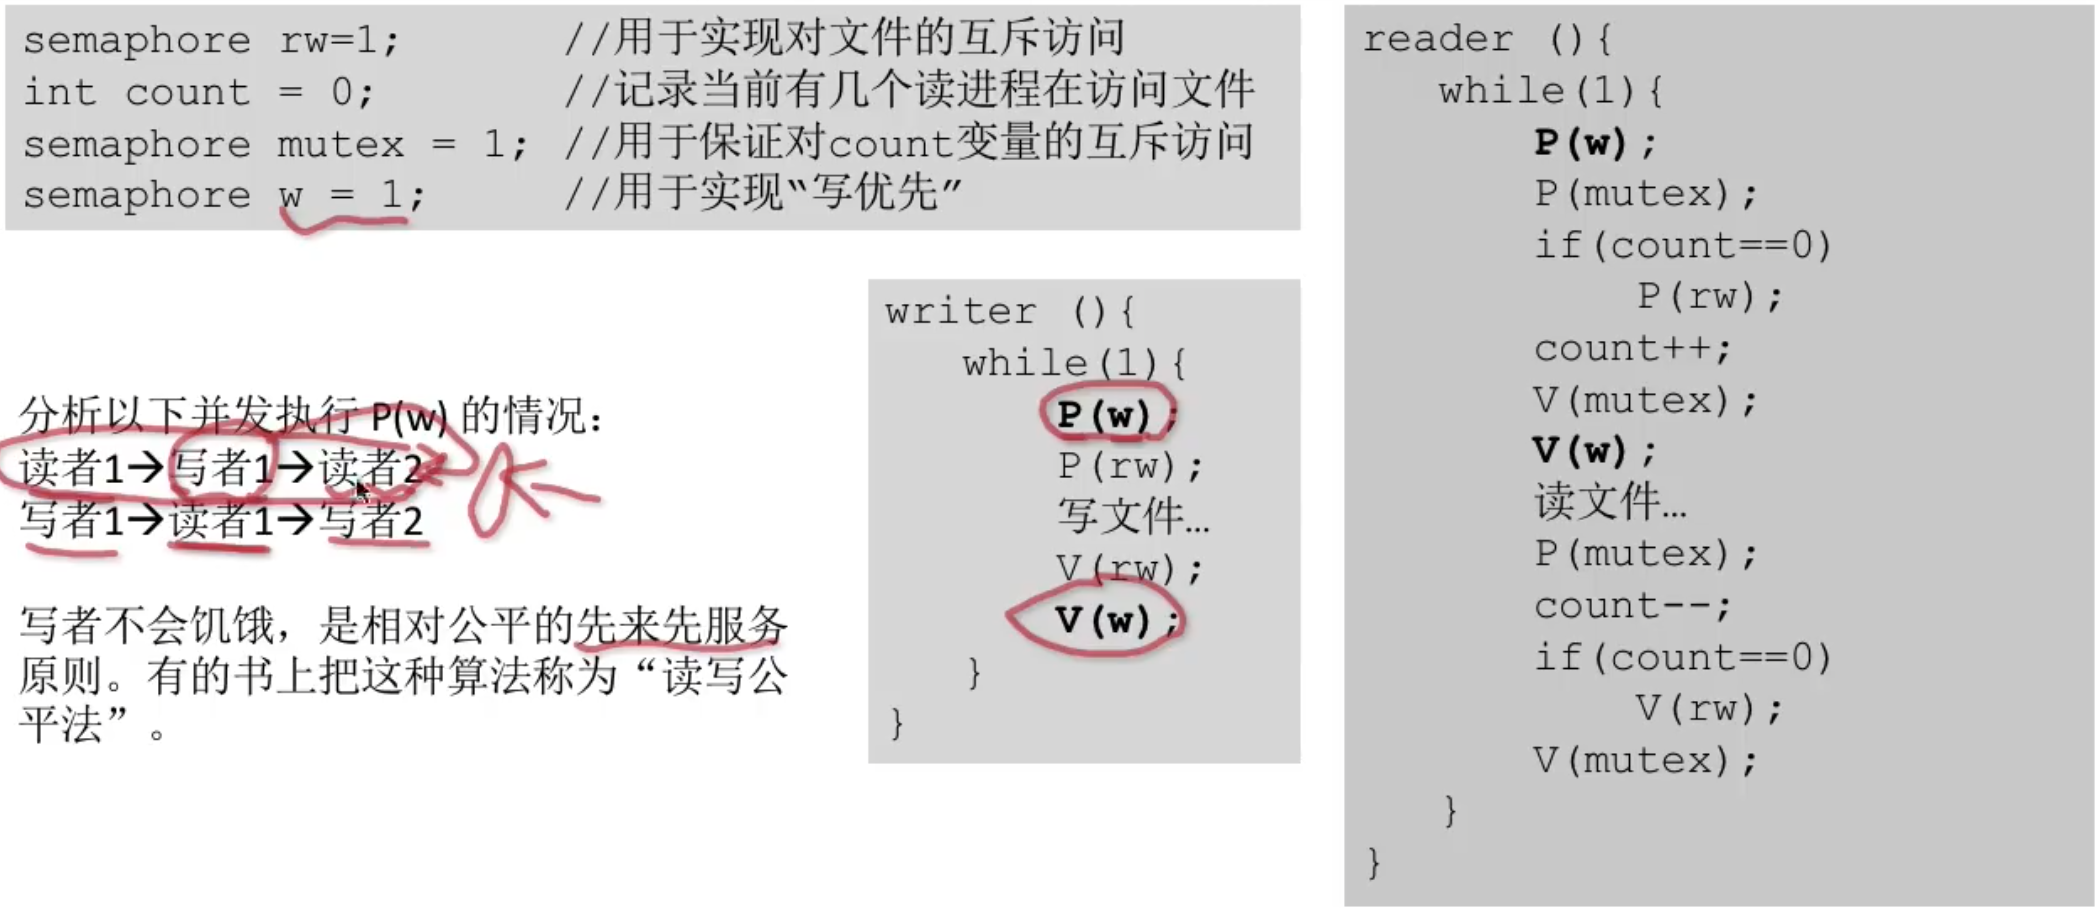 semaphore rw=1; //用于实现对文件的互斥访问
int count = 0; //记录当前有几个读进程在访问文件
semaphore mutex = 1; //用于保证对count变量的互斥访问
semaphore w = 1; //用于实现“写优先”
分析以下并发执行 P(w) 的情况：
读者1→写者1→读者2
写者1→读者1→写者2
写者不会饥饿，是相对公平的先来先服务
原则。有的书上把这种算法称为“读写公
平法”。
writer (){
while(1){
P(w);
P(rw);
写文件…
V(rw);
V(w);
}
}
reader (){
while(1){
P(w);
P(mutex);
if(count==0)
P(rw);
count++;
V(mutex);
V(w);
读文件…
P(mutex);
count--;
if(count==0)
V(rw);
V(mutex);
}
}